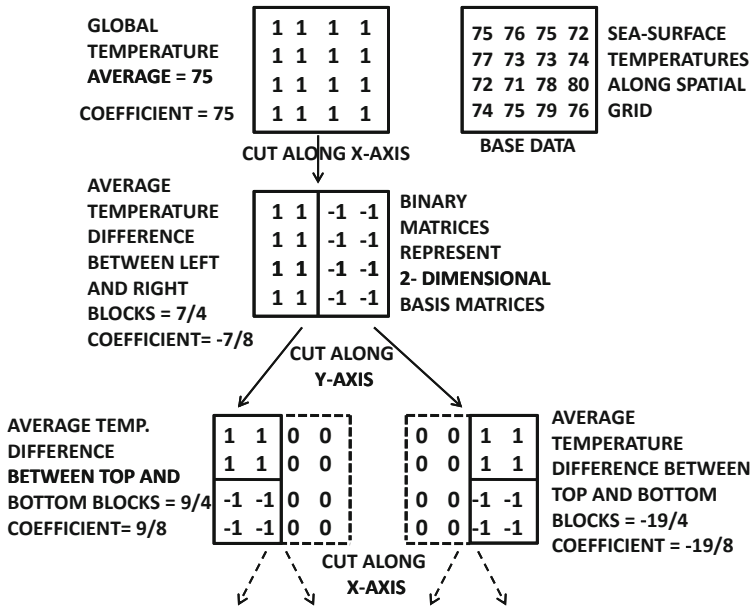 GLOBAL
TEMPERATURE
AVERAGE = 75
COEFFICIENT = 75
1 1 1 1
1 1 1 1
1 1 1 1
1 1 1 1
75 76 75 72
77 73 73 74
72 71 78 80
74 75 79 76
SEA-SURFACE
TEMPERATURES
ALONG SPATIAL
GRID
BASE DATA
CUT ALONG X-AXIS
AVERAGE
TEMPERATURE
DIFFERENCE
BETWEEN LEFT
AND RIGHT
BLOCKS = 7/4
COEFFICIENT= -7/8
1 1 -1 -1
1 1 -1 -1
1 1 -1 -1
1 1 -1 -1
BINARY
MATRICES
REPRESENT
2- DIMENSIONAL
BASIS MATRICES
CUT ALONG
Y-AXIS
AVERAGE TEMP.
DIFFERENCE
BETWEEN TOP AND
BOTTOM BLOCKS = 9/4
COEFFICIENT= 9/8
1 1 0 0
1 1 0 0
-1 -1 0 0
-1 -1 0 0
0 0 1 1
0 0 1 1
0 0 -1 -1
0 0 -1 -1
AVERAGE
TEMPERATURE
DIFFERENCE BETWEEN
TOP AND BOTTOM
BLOCKS = -19/4
COEFFICIENT = -19/8
CUT ALONG
X-AXIS